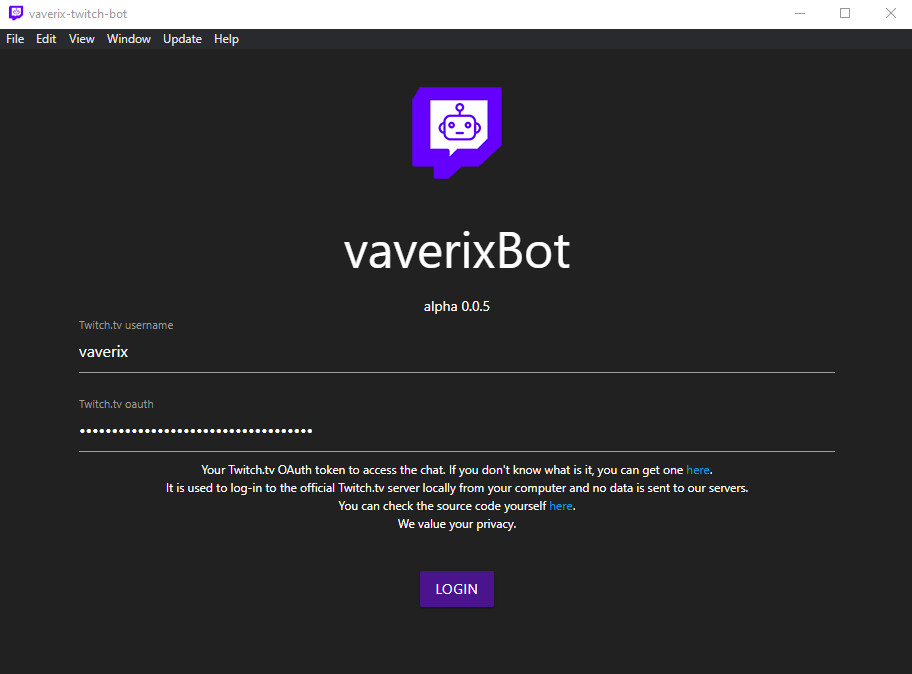 vaverix-twitch-bot
File Edit View Window Update Help
vaverixBot
alpha 0.0.5
Twitch.tv username
vaverix
Twitch.tv oauth
••••••••••••••••••••••••••••••••••••
Your Twitch.tv OAuth token to access the chat. If you don't know what is it, you can get one here.
It is used to log-in to the official Twitch.tv server locally from your computer and no data is sent to our servers.
You can check the source code yourself here.
We value your privacy.
LOGIN